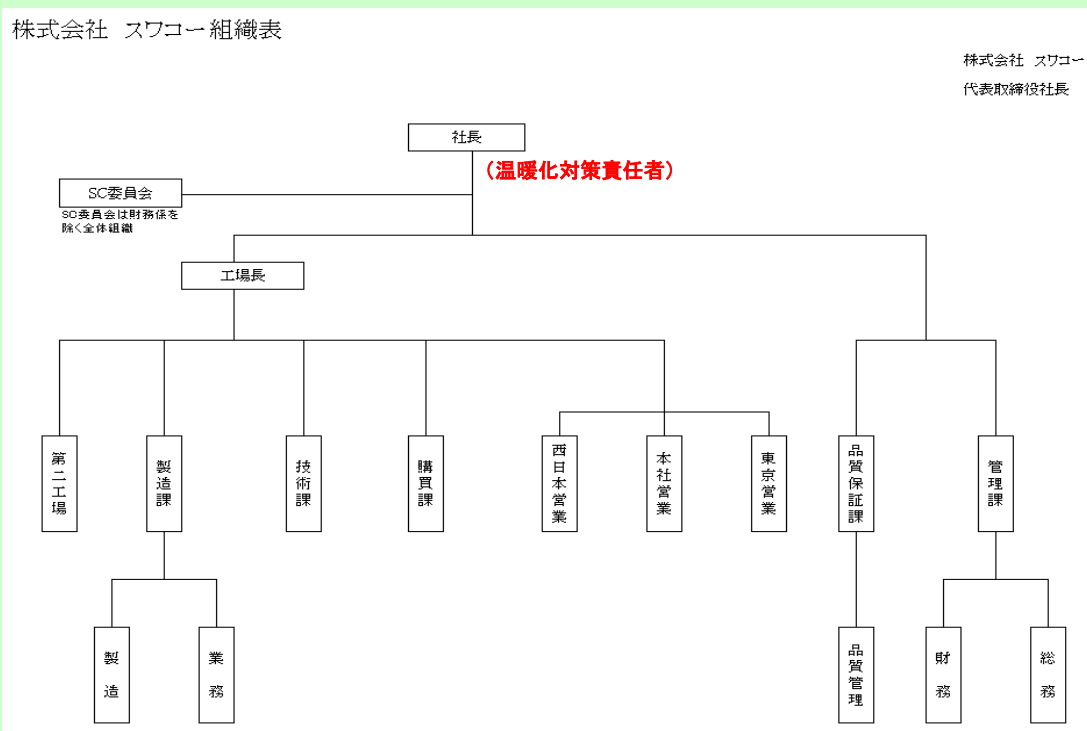 株式会社 スワコー組織表
株式会社 スワコー
代表取締役社長
社長
（温暖化対策責任者）
SC委員会
SC委員会は財務係を
除く全体組織
工場長
第二工場
製造課
技術課
購買課
西日本営業
本社営業
東京営業
品質保証課
管理課
製造
業務
品質管理
財務
総務